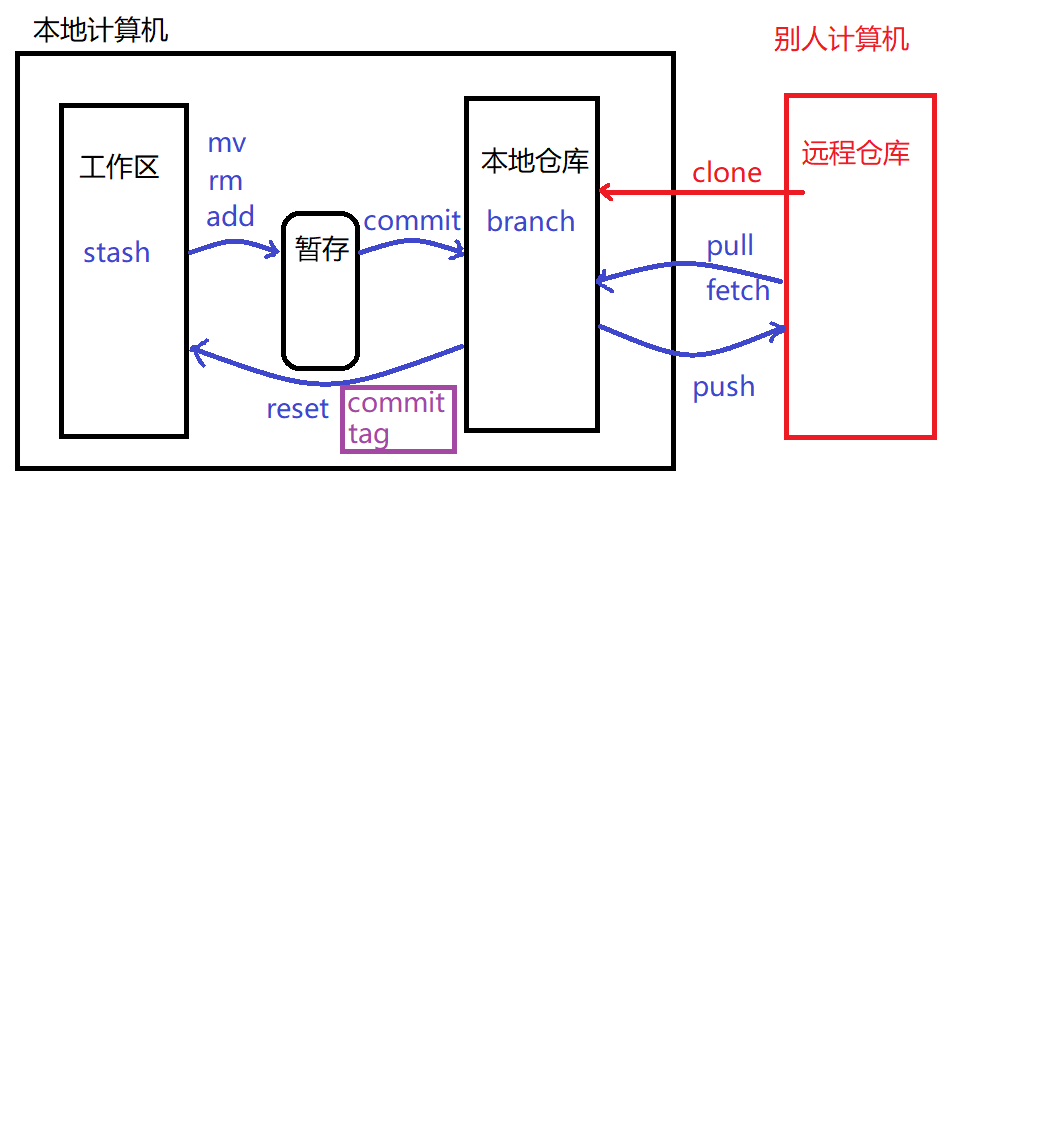 本地计算机
别人计算机
工作区
stash
mv
rm
add
暂存
commit
本地仓库
branch
clone
远程仓库
pull
fetch
push
reset
commit
tag